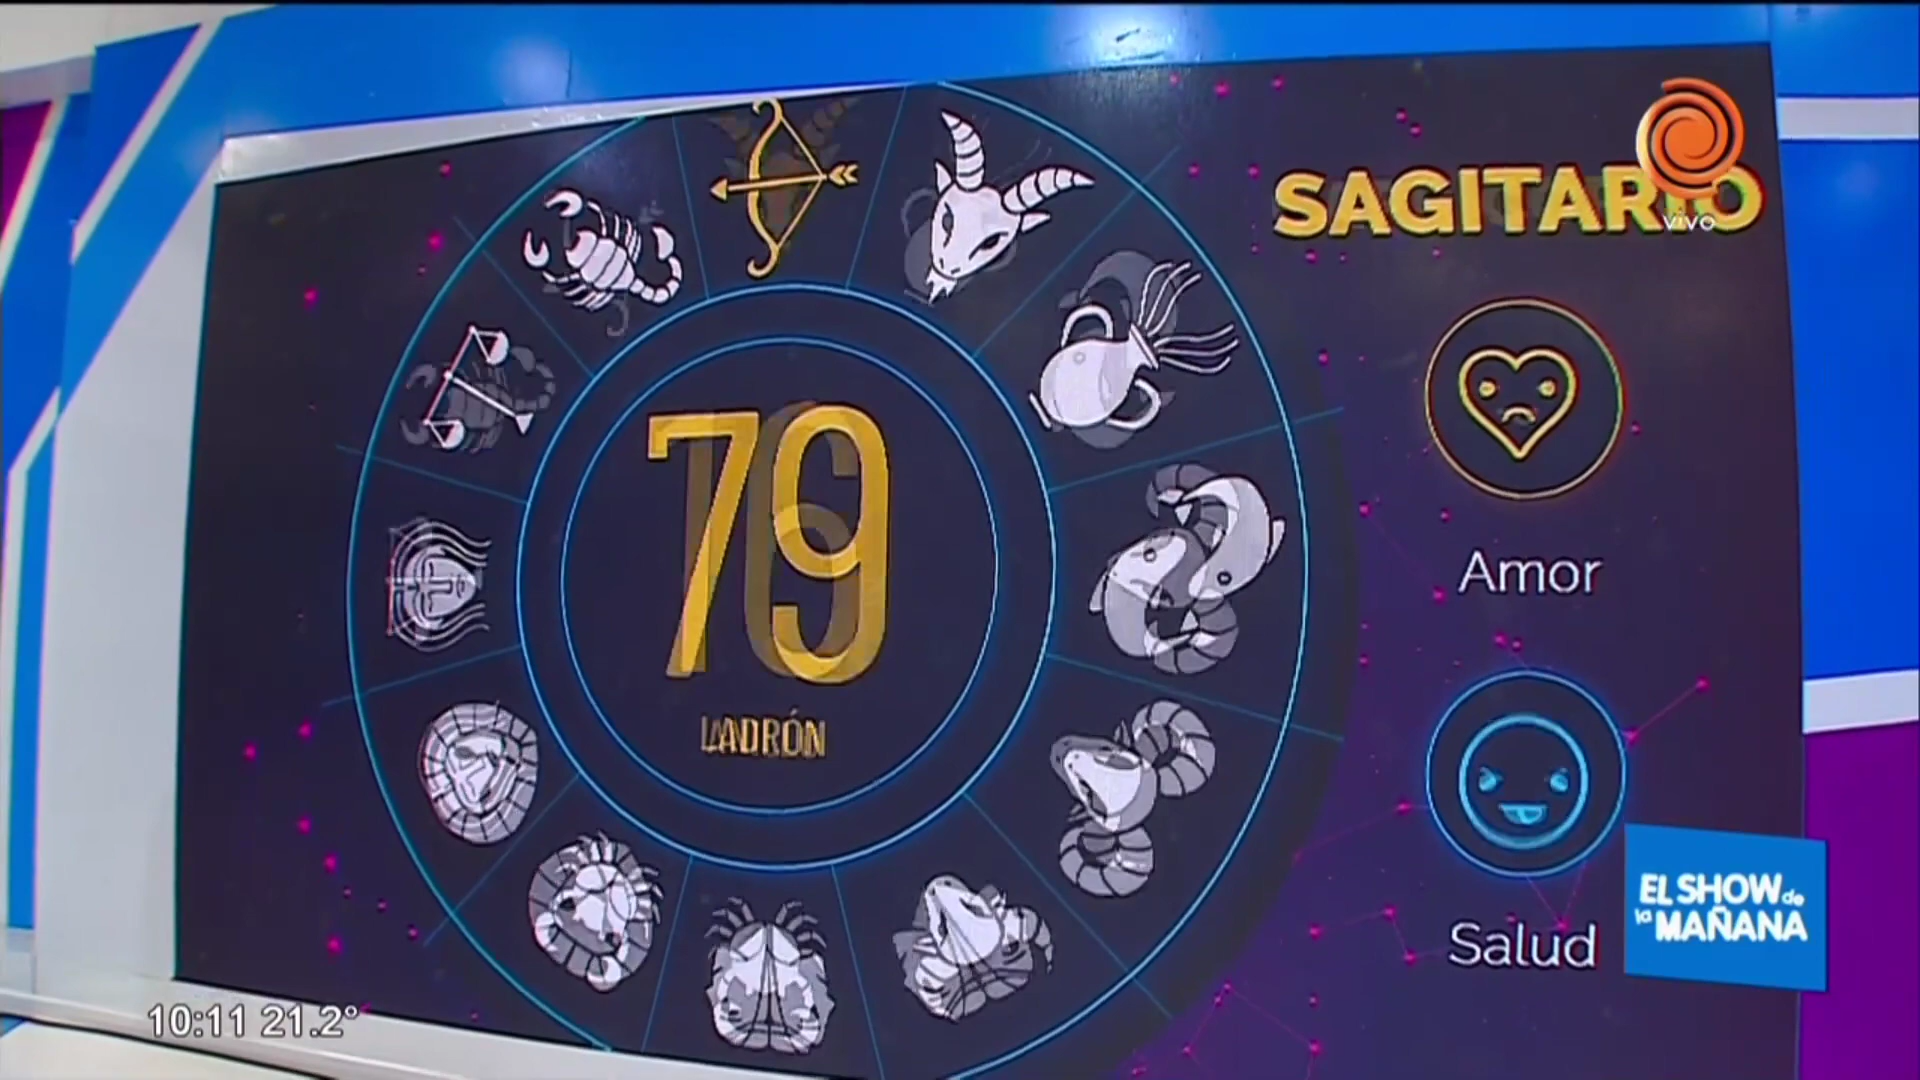 SAGITARIO
vivo
79
LADRÓN
Amor
Salud
EL SHOW de
la MAÑANA
10:11 21.2°